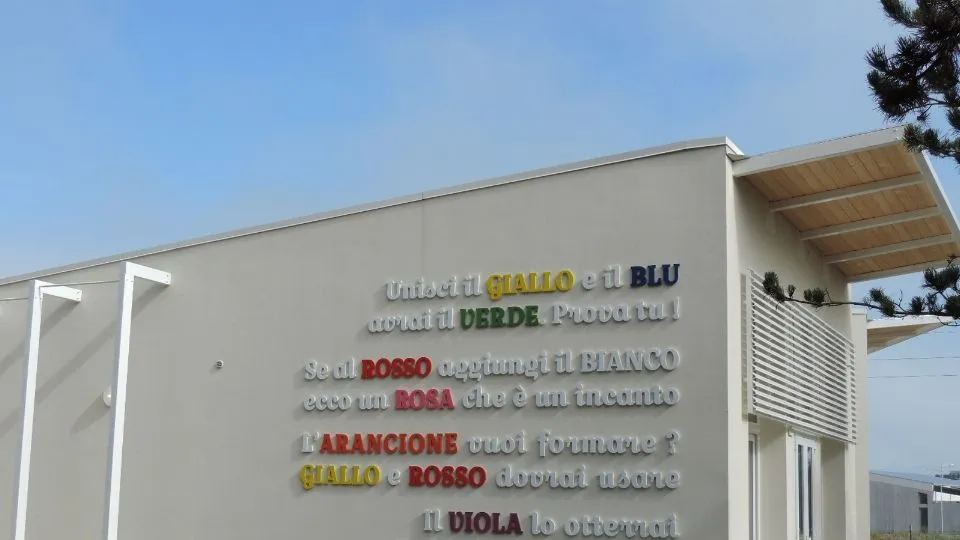 Unisci il GIALLO e il BLU
avrai il VERDE. Prova tu !
Se al ROSSO aggiungi il BIANCO
ecco un ROSA che è un incanto
L'ARANCIONE vuoi formare ?
GIALLO e ROSSO dovrai usare
Il VIOLA lo otterrai